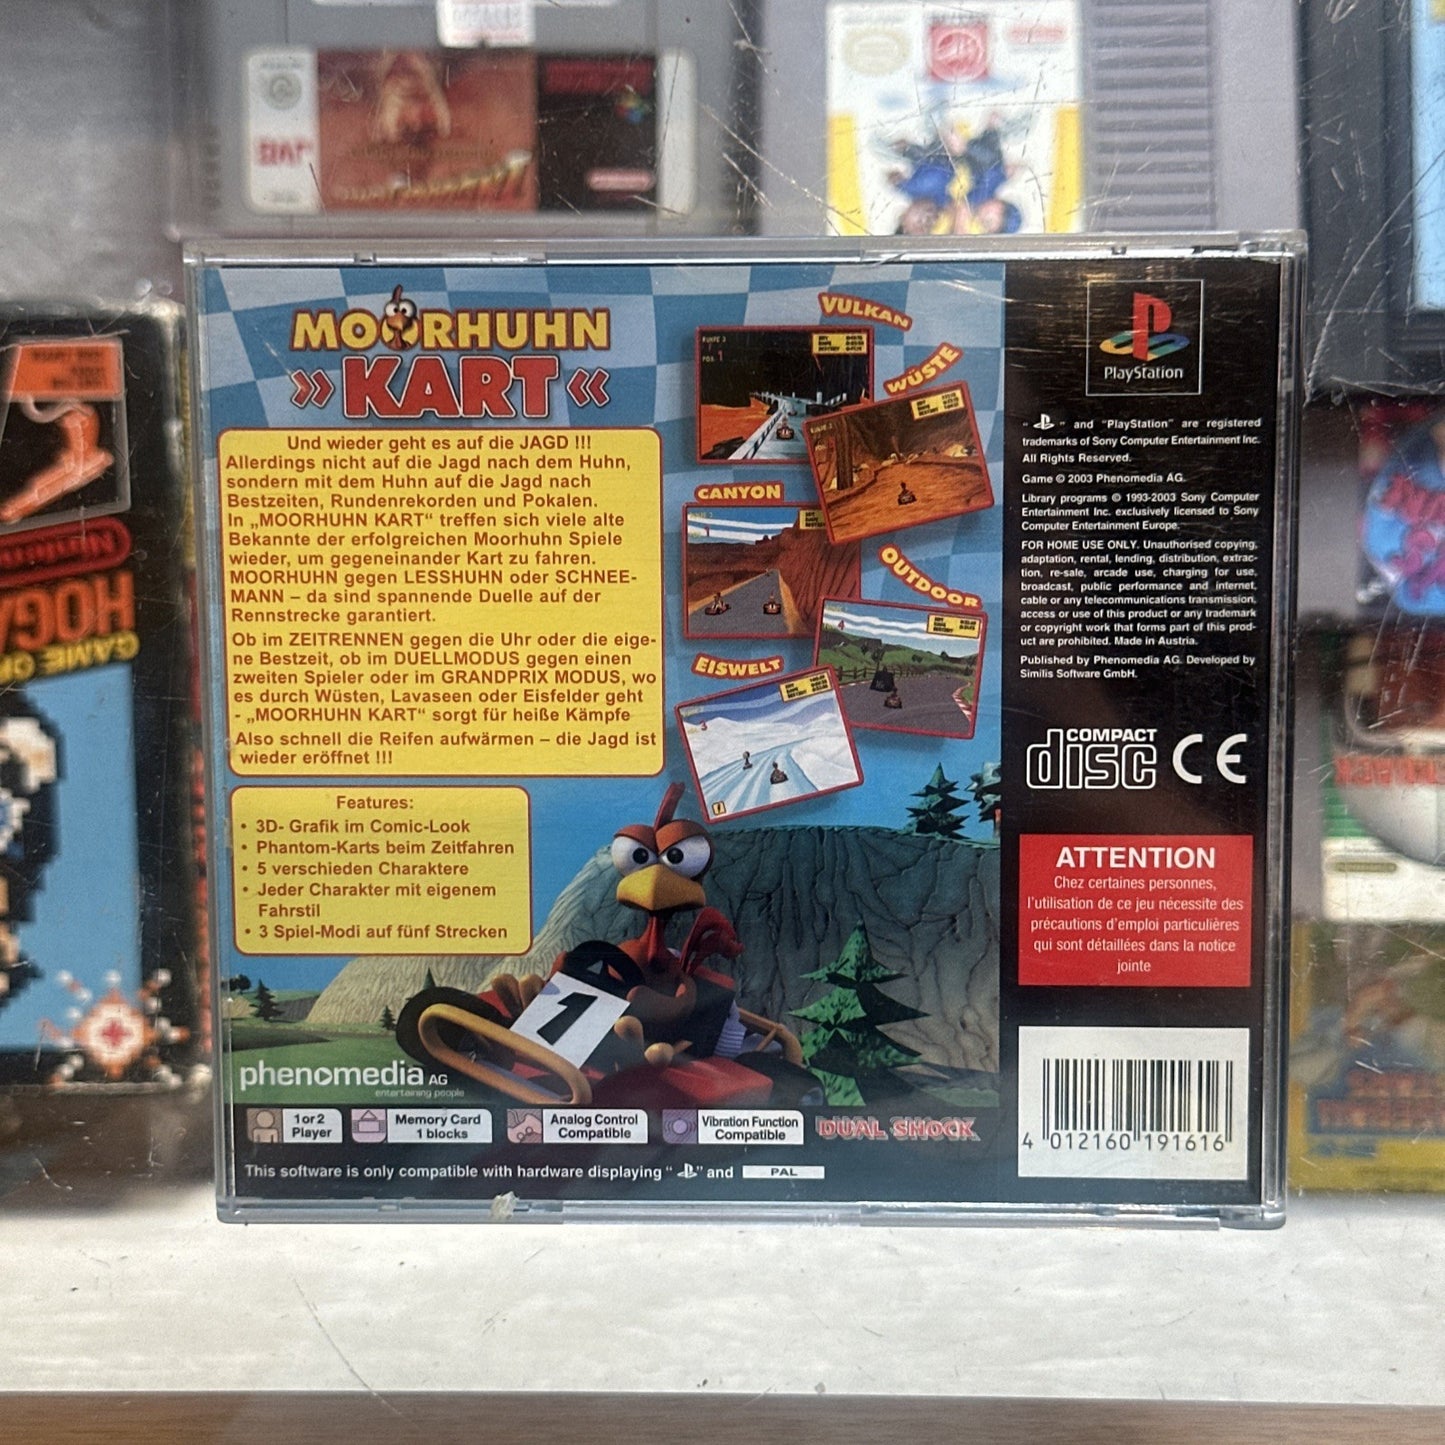 MOORHUHN
» KART «
Und wieder geht es auf die JAGD !!!
Allerdings nicht auf die Jagd nach dem Huhn,
sondern mit dem Huhn auf die Jagd nach
Bestzeiten, Rundenrekorden und Pokalen.
In „MOORHUHN KART“ treffen sich viele alte
Bekannte der erfolgreichen Moorhuhn Spiele
wieder, um gegeneinander Kart zu fahren.
MOORHUHN gegen LESSHUHN oder SCHNEE-
MANN – da sind spannende Duelle auf der
Rennstrecke garantiert.
Ob im ZEITRENNEN gegen die Uhr oder die eige-
ne Bestzeit, ob im DUELLMODUS gegen einen
zweiten Spieler oder im GRANDPRIX MODUS, wo
es durch Wüsten, Lavaseen oder Eisfelder geht
- „MOORHUHN KART“ sorgt für heiße Kämpfe
Also schnell die Reifen aufwärmen – die Jagd ist
wieder eröffnet !!!
Features:
• 3D- Grafik im Comic-Look
• Phantom-Karts beim Zeitfahren
• 5 verschieden Charaktere
• Jeder Charakter mit eigenem
Fahrstil
• 3 Spiel-Modi auf fünf Strecken
VULKAN
WÜSTE
CANYON
OUTDOOR
EISWELT
1
phenomedia AG
entertaining people
1 or 2
Player
Memory Card
1 blocks
Analog Control
Compatible
Vibration Function
Compatible
DUAL SHOCK
This software is only compatible with hardware displaying “ ” and PAL
PlayStation
“ ” and “PlayStation” are registered
trademarks of Sony Computer Entertainment Inc.
All Rights Reserved.
Game © 2003 Phenomedia AG.
Library programs © 1993-2003 Sony Computer
Entertainment Inc. exclusively licensed to Sony
Computer Entertainment Europe.
FOR HOME USE ONLY. Unauthorised copying,
adaptation, rental, lending, distribution, extrac-
tion, re-sale, arcade use, charging for use,
broadcast, public performance and internet,
cable or any telecommunications transmission,
access or use of this product or any trademark
or copyright work that forms part of this prod-
uct are prohibited. Made in Austria.
Published by Phenomedia AG. Developed by
Similis Software GmbH.
COMPACT
disc CE
ATTENTION
Chez certaines personnes,
l'utilisation de ce jeu nécessite des
précautions d'emploi particulières
qui sont détaillées dans la notice
jointe
4 012160 191616